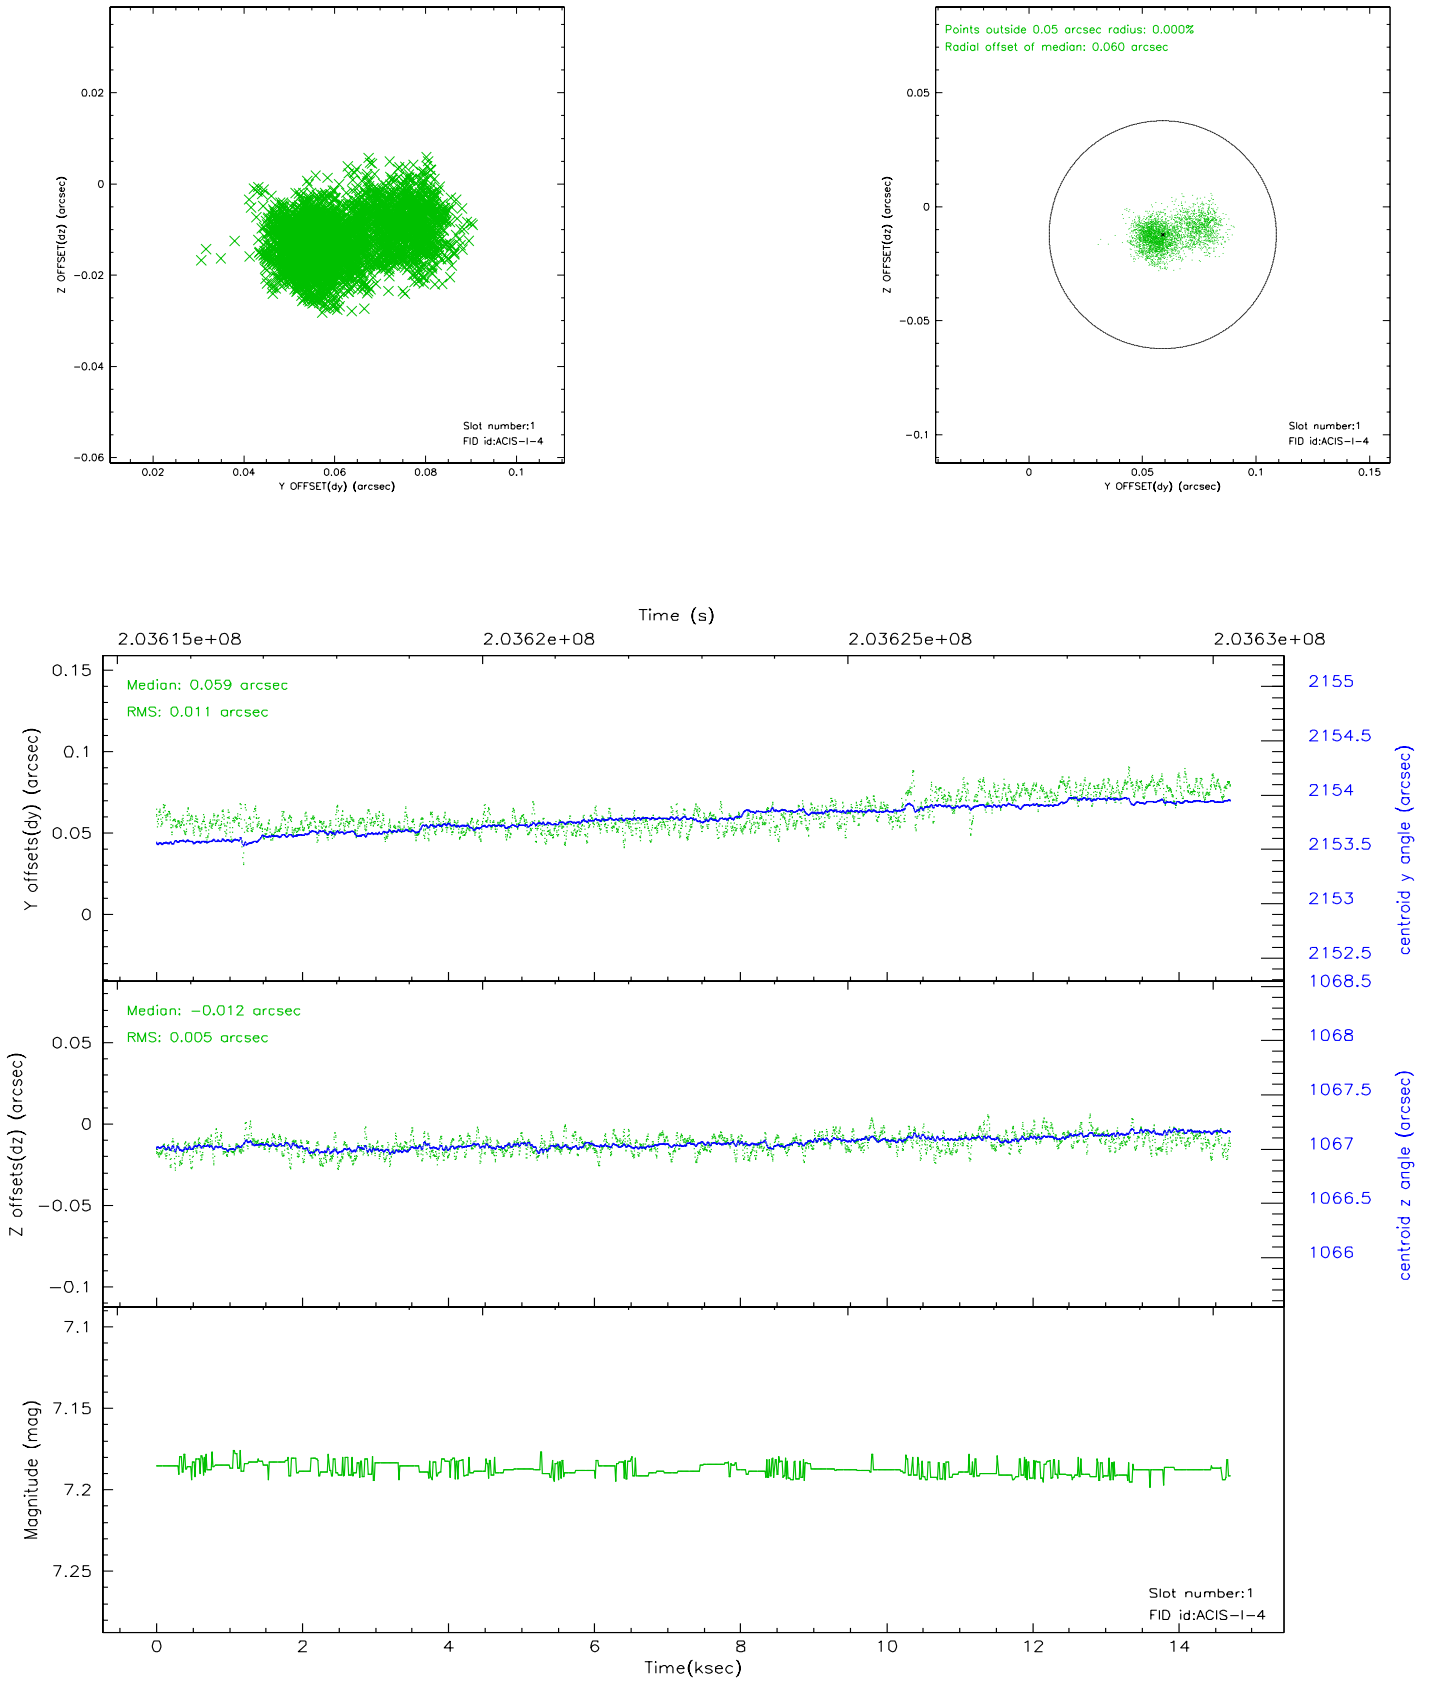 0.02
0
-0.02
-0.04
-0.06
Z OFFSET(dz) (arcsec)
Slot number:1
FID id:ACIS-I-4
0.02 0.04 0.06 0.08 0.1
Y OFFSET(dy) (arcsec)
Points outside 0.05 arcsec radius: 0.000%
Radial offset of median: 0.060 arcsec
0.05
0
-0.05
-0.1
Z OFFSET(dz) (arcsec)
Slot number:1
FID id:ACIS-I-4
0 0.05 0.1 0.15
Y OFFSET(dy) (arcsec)
Time (s)
2.03615e+08 2.0362e+08 2.03625e+08 2.0363e+08
Median: 0.059 arcsec
RMS: 0.011 arcsec
0.15
0.1
0.05
0
Y offsets(dy) (arcsec)
2155
2154.5
2154
2153.5
2153
2152.5
centroid y angle (arcsec)
Median: -0.012 arcsec
RMS: 0.005 arcsec
0.05
0
-0.05
-0.1
Z offsets(dz) (arcsec)
1068.5
1068
1067.5
1067
1066.5
1066
centroid z angle (arcsec)
7.1
7.15
7.2
7.25
Magnitude (mag)
Slot number:1
FID id:ACIS-I-4
0 2 4 6 8 10 12 14
Time(ksec)